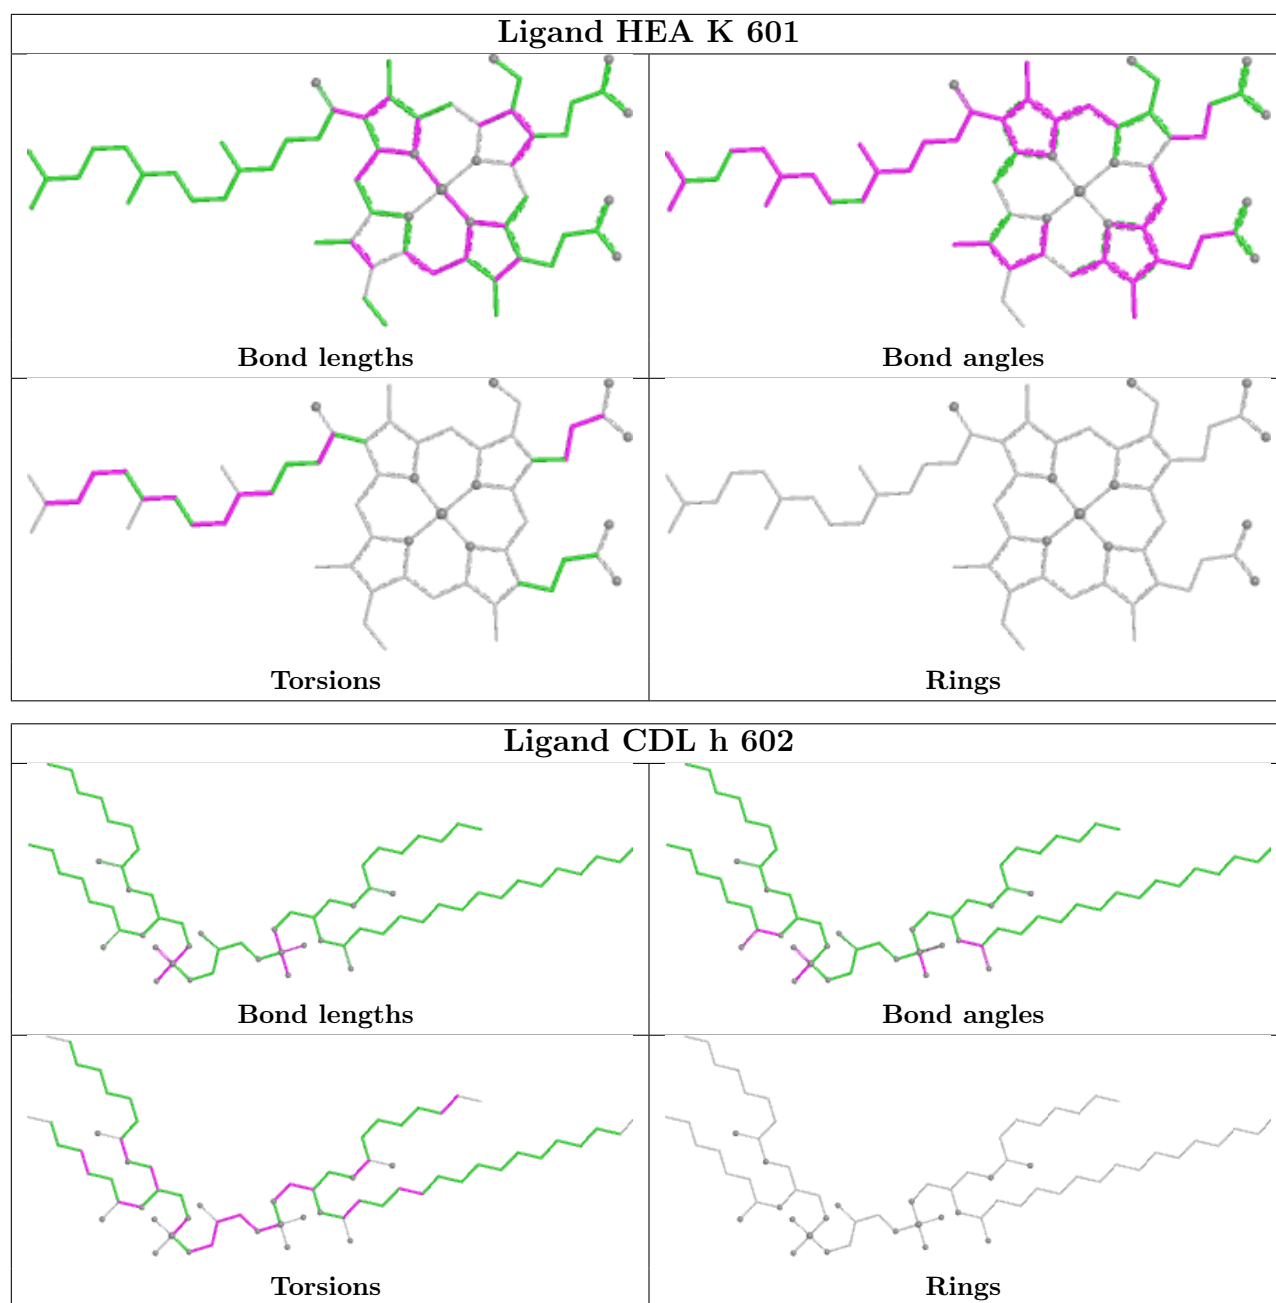 Ligand HEA K 601
Bond lengths
Bond angles
Torsions
Rings
Ligand CDL h 602
Bond lengths
Bond angles
Torsions
Rings